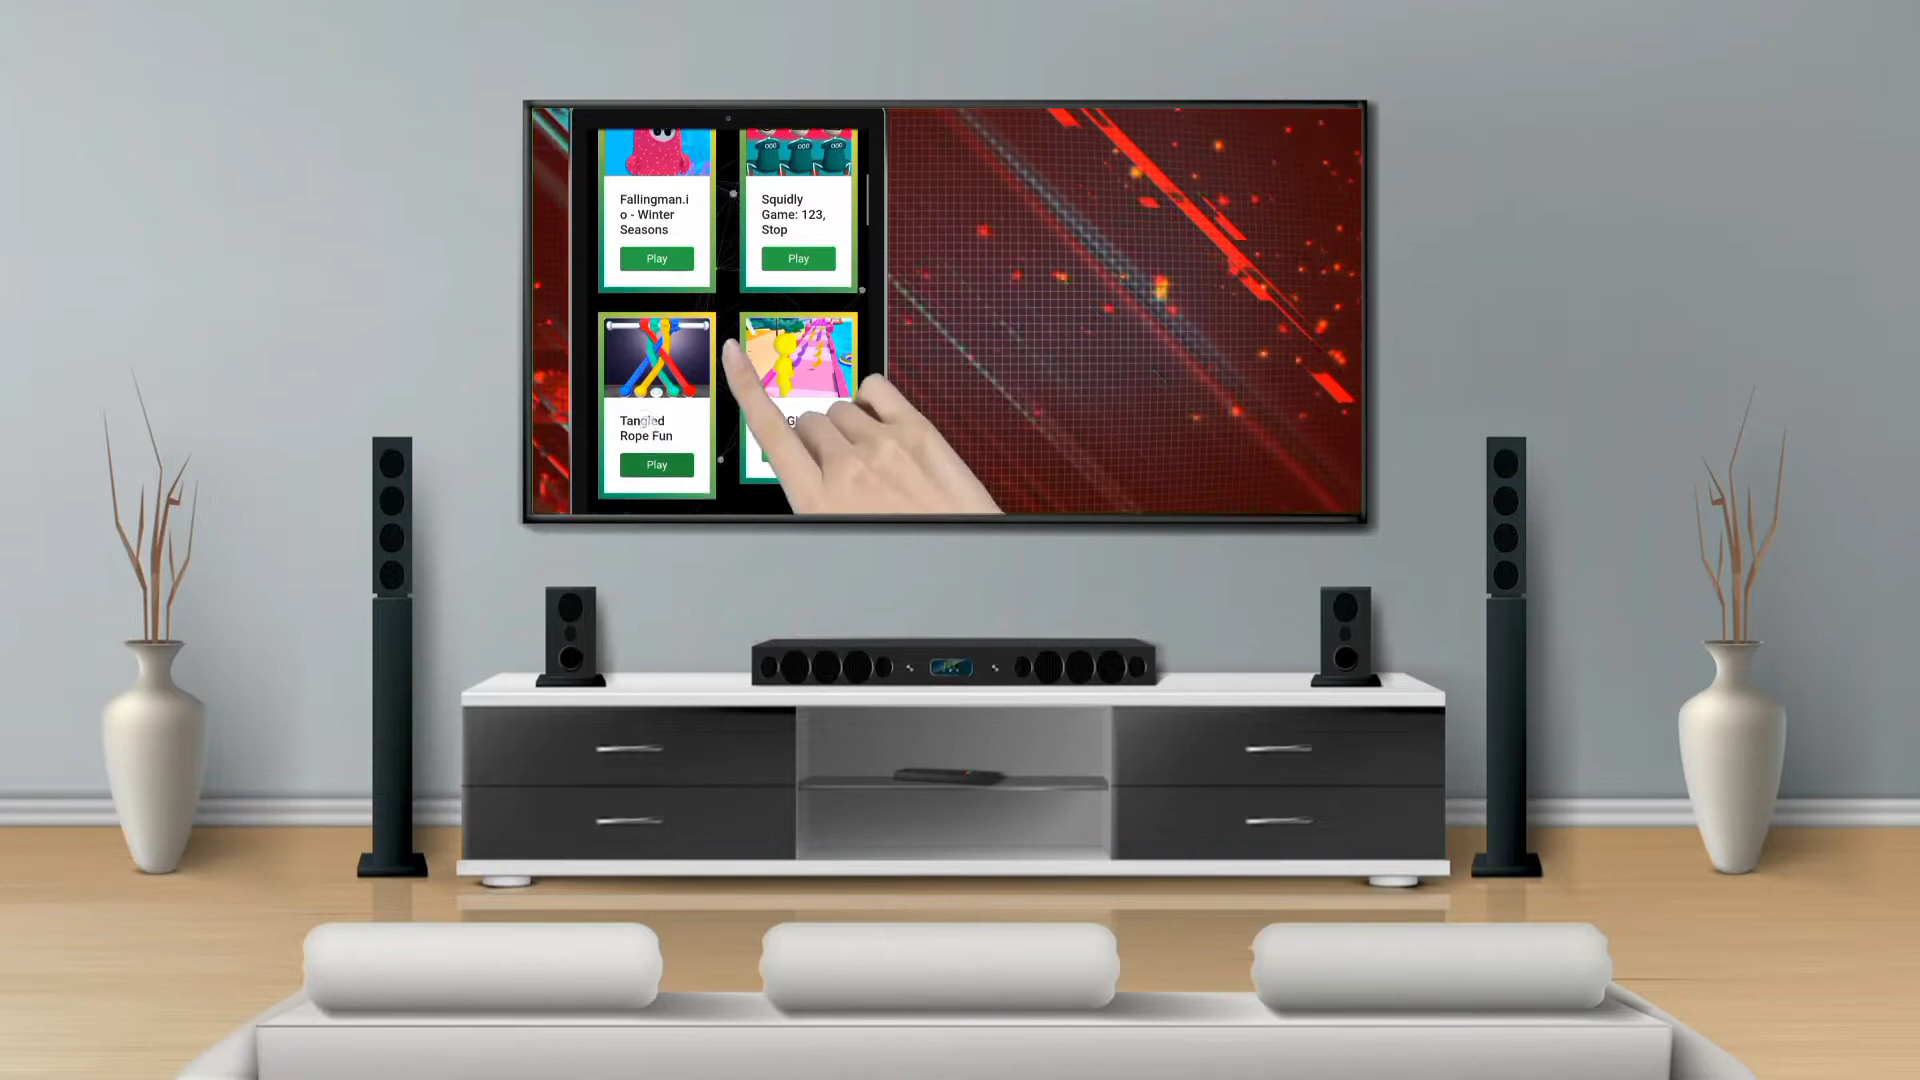 Fallingman.i
o - Winter
Seasons
Play
Squidly
Game: 123,
Stop
Play
Tangled
Rope Fun
Play